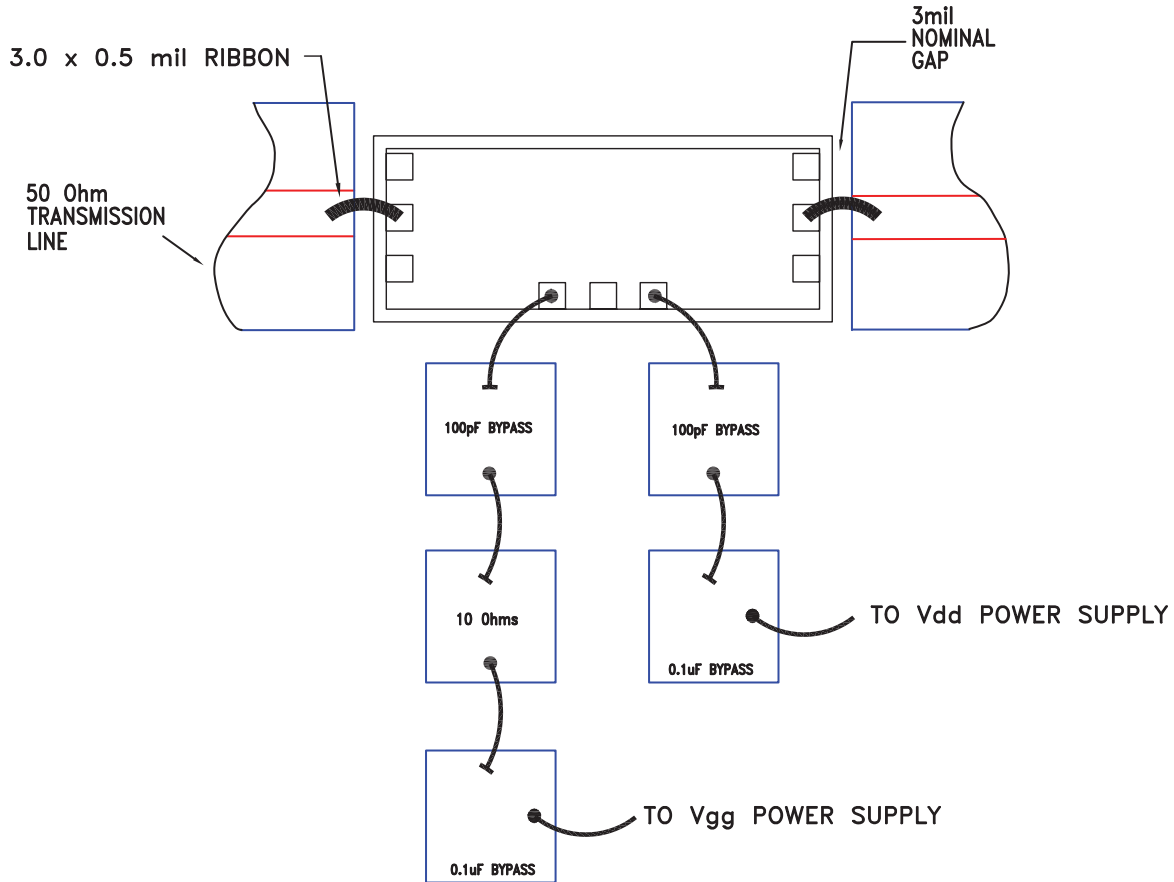 3mil
NOMINAL
GAP
3.0 x 0.5 mil RIBBON
50 Ohm
TRANSMISSION
LINE
100pF BYPASS
100pF BYPASS
10 Ohms
TO Vdd POWER SUPPLY
0.1uF BYPASS
TO Vgg POWER SUPPLY
0.1uF BYPASS